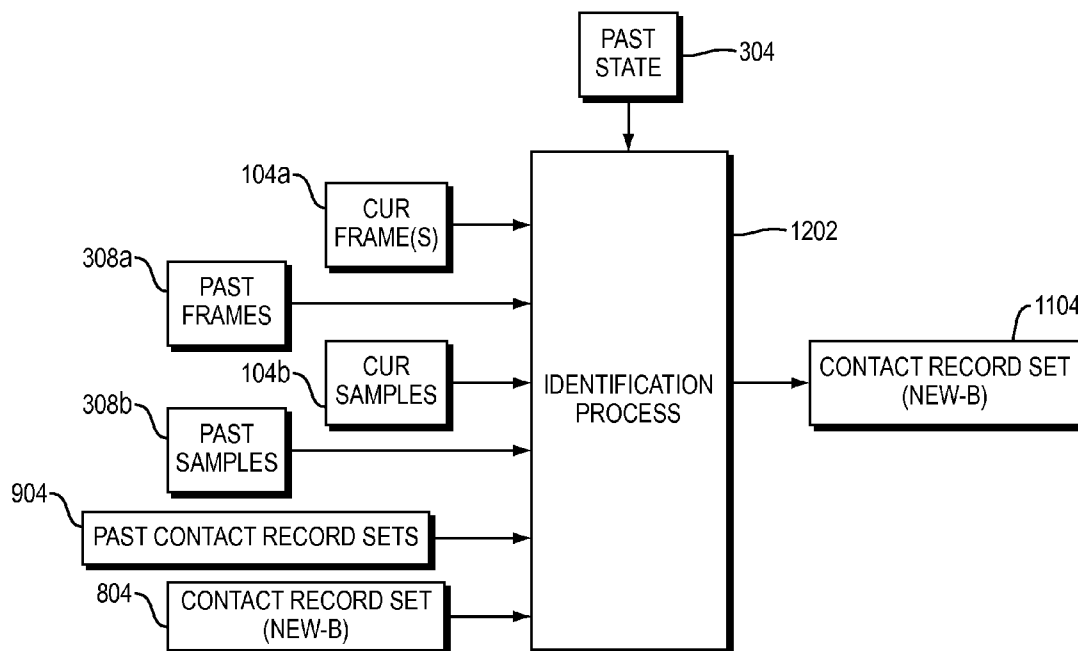 PAST
STATE
304
104a
CUR
FRAME(S)
1202
308a
PAST
FRAMES
1104
104b
CUR
SAMPLES
IDENTIFICATION
PROCESS
CONTACT RECORD SET
(NEW-B)
308b
PAST
SAMPLES
904
PAST CONTACT RECORD SETS
804
CONTACT RECORD SET
(NEW-B)